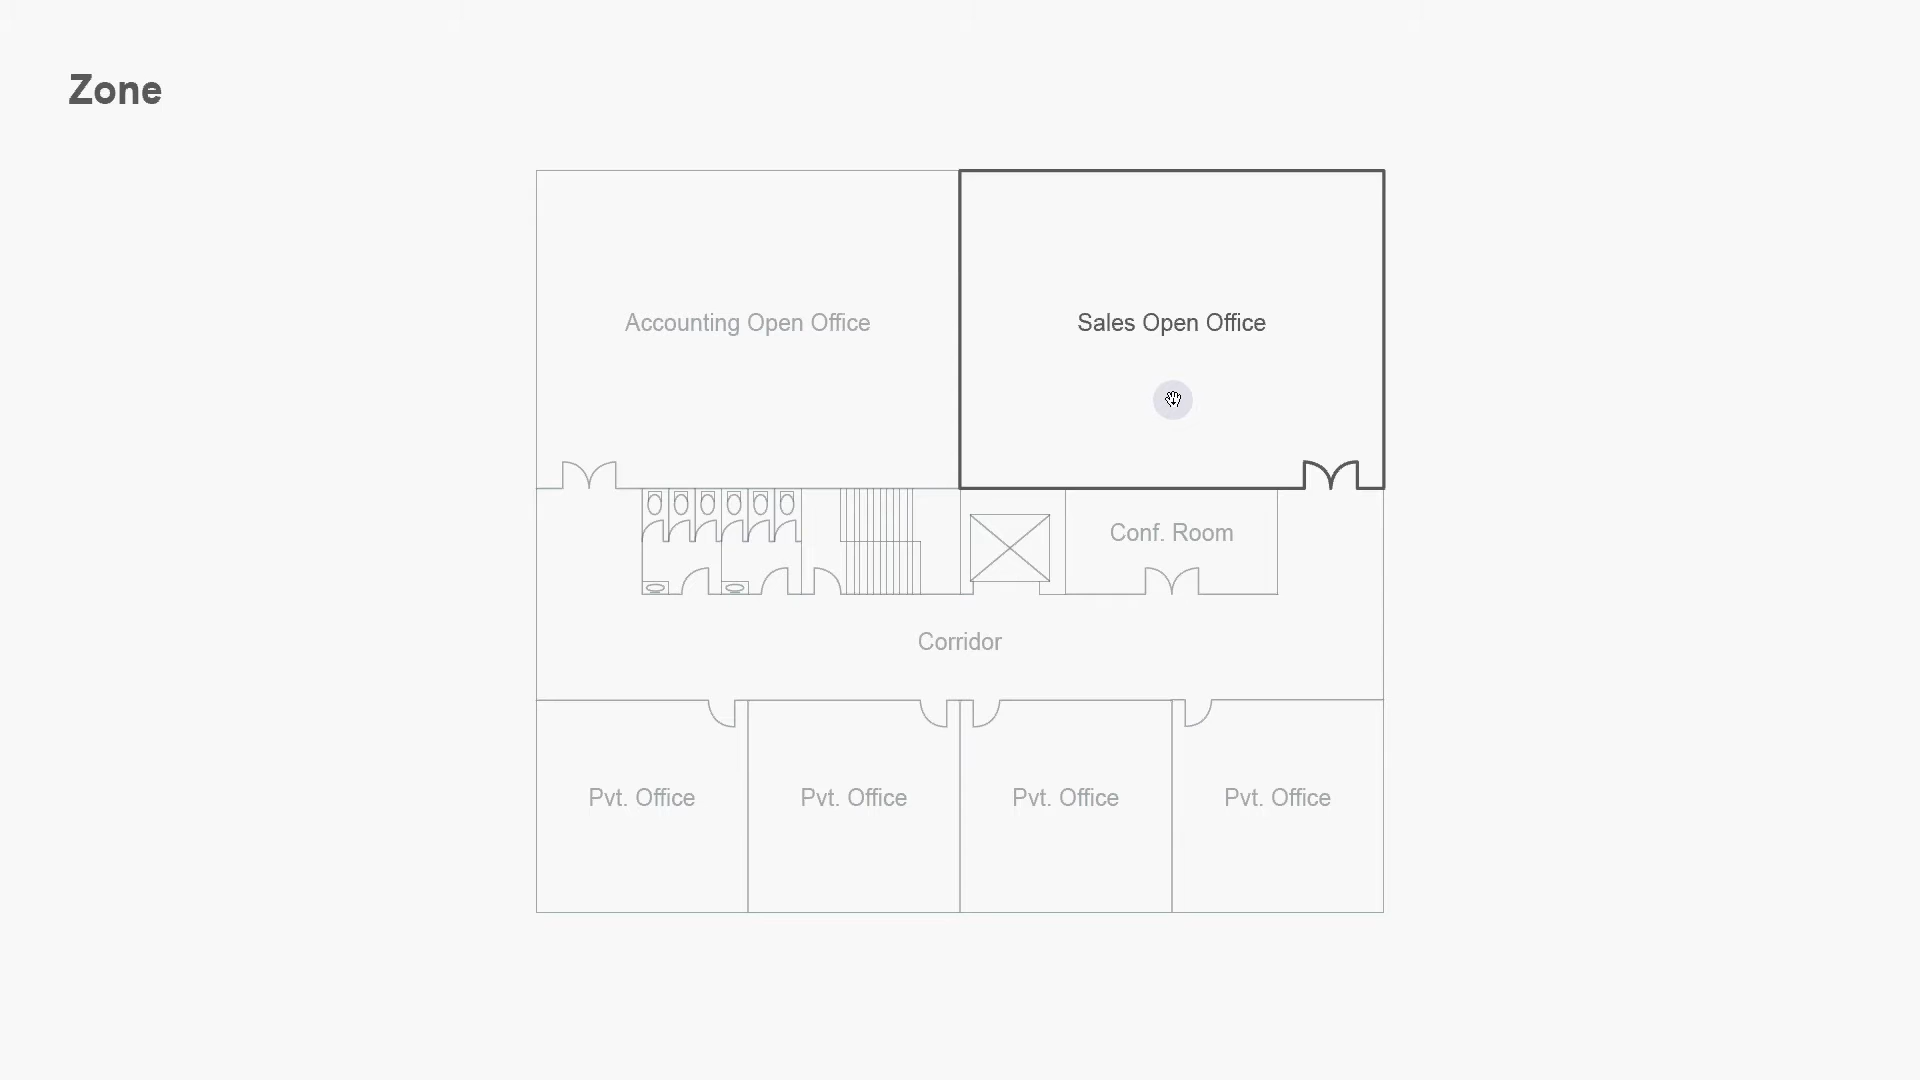 Zone
Accounting Open Office
Sales Open Office
Conf. Room
Corridor
Pvt. Office
Pvt. Office
Pvt. Office
Pvt. Office